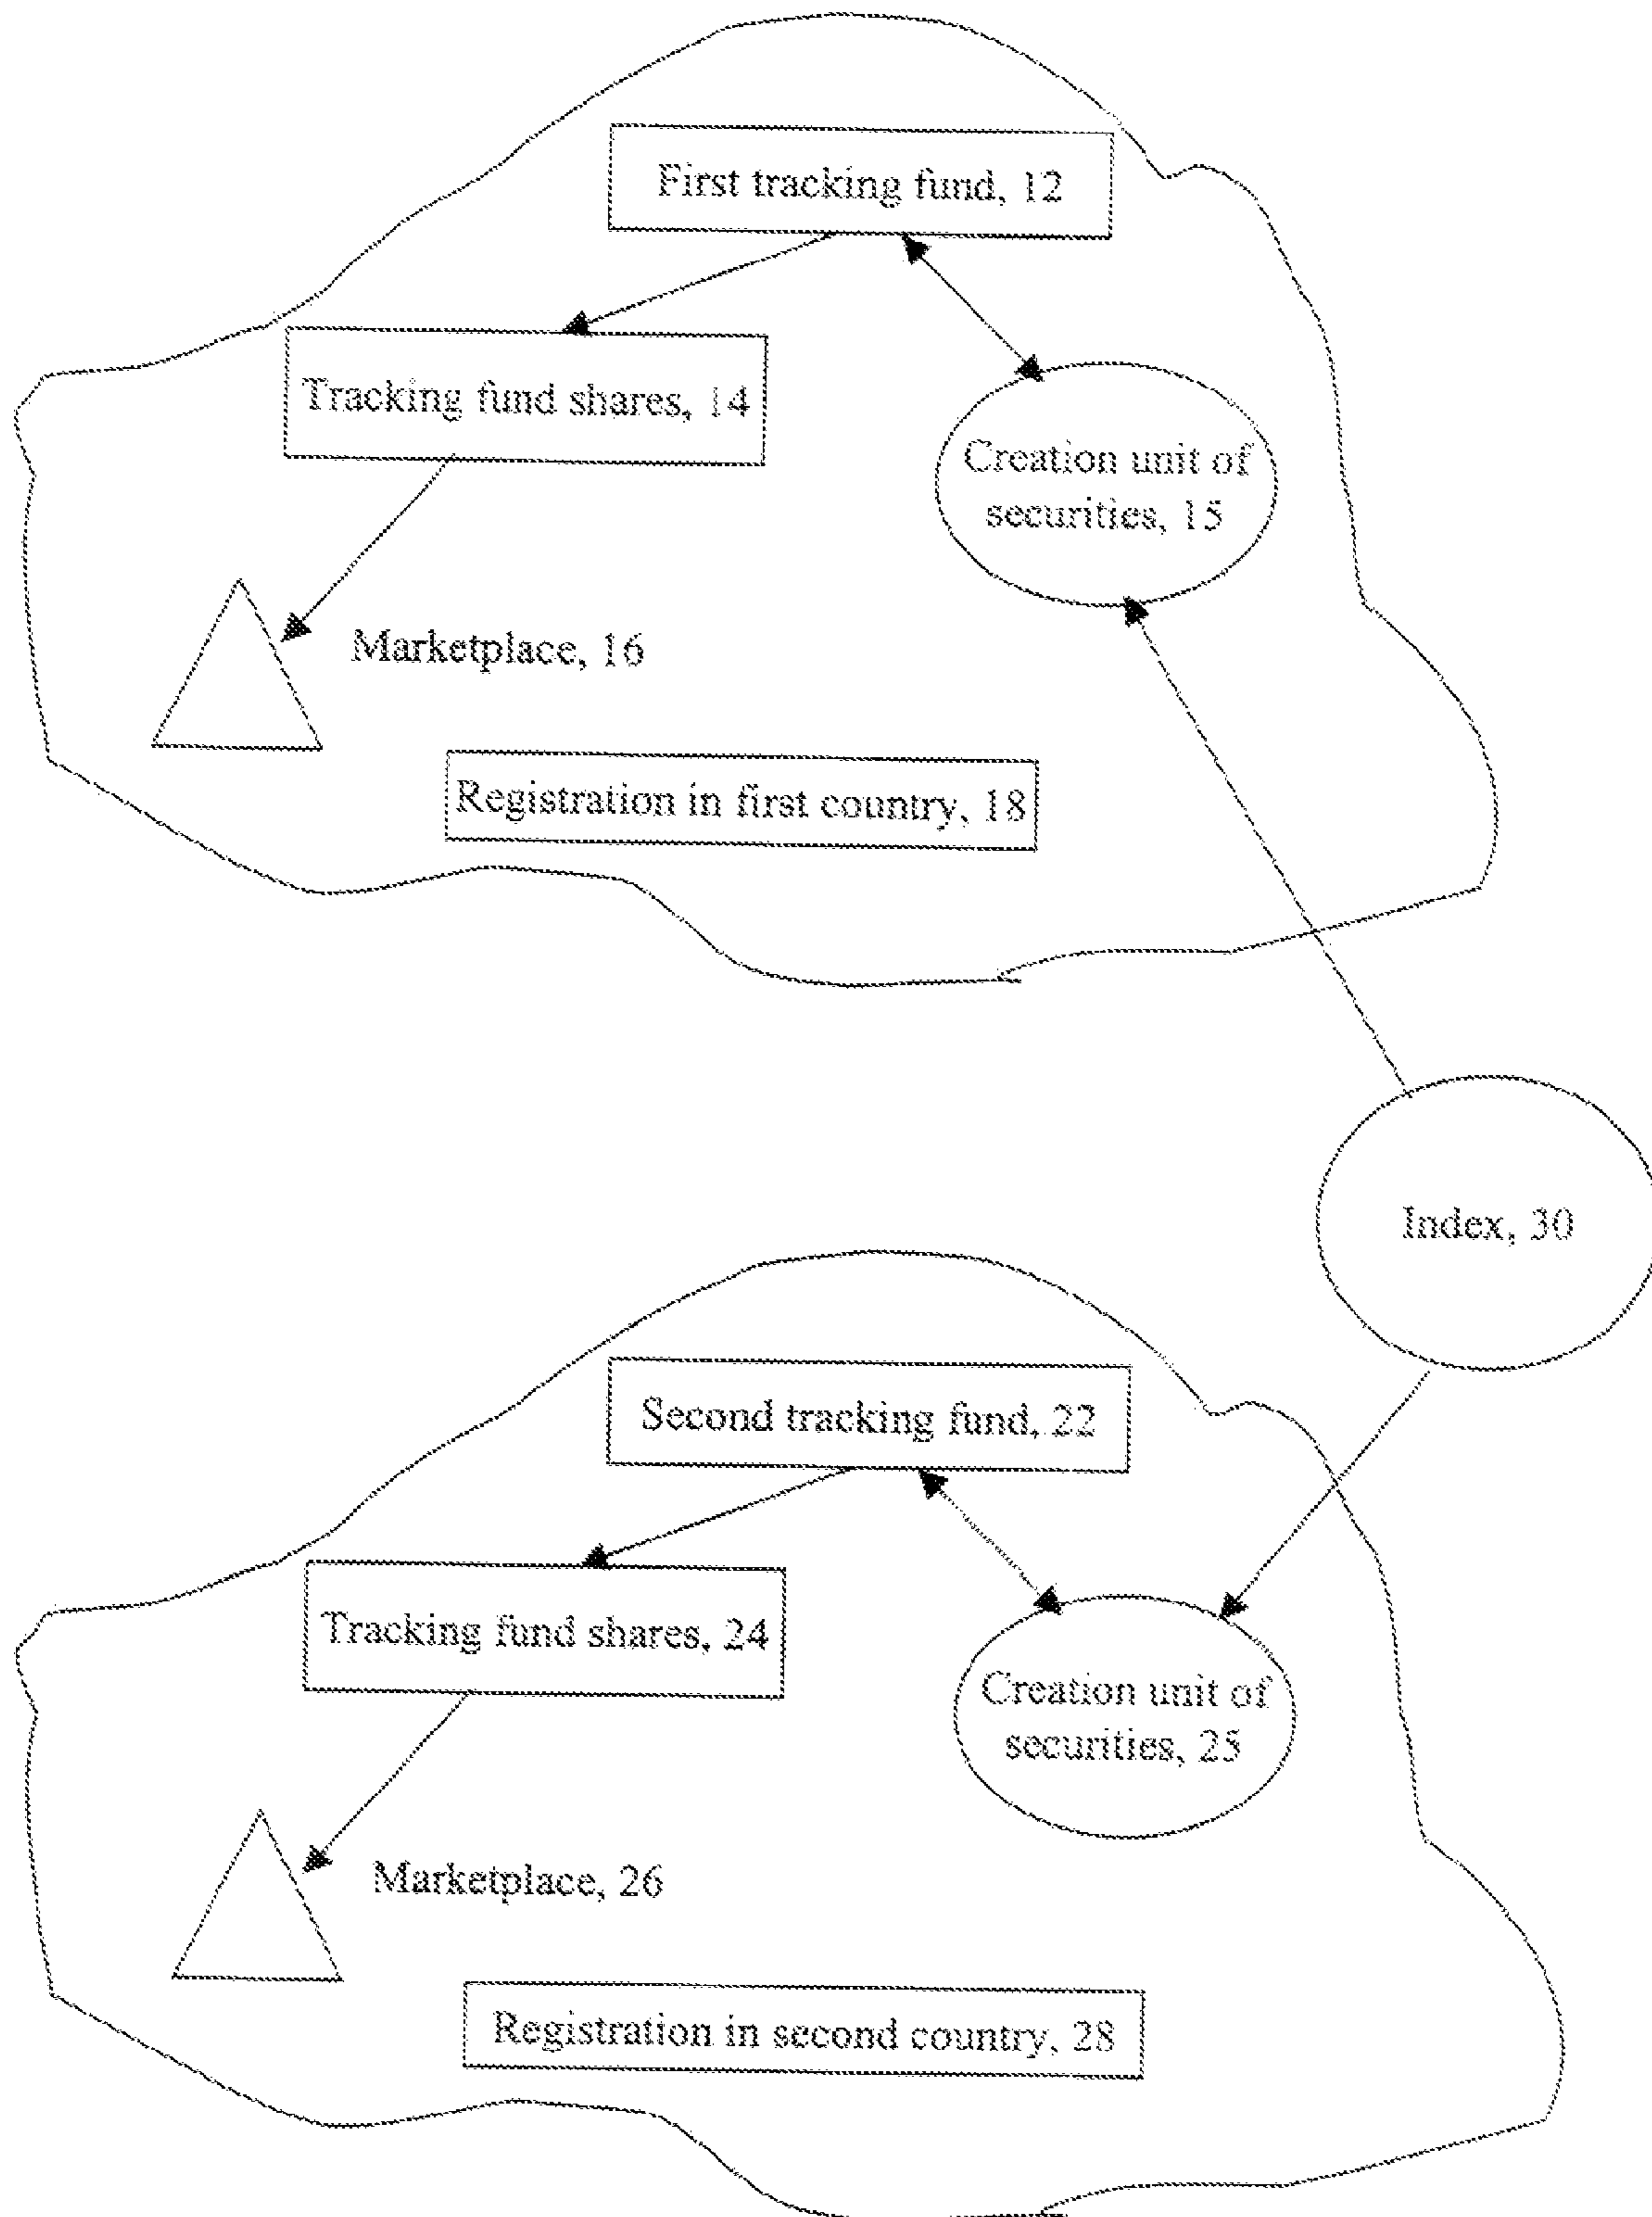 First tracking fund, 12
Tracking fund shares, 14
Creation unit of
securities, 15
Marketplace, 16
Registration in first country, 18
Index, 30
Second tracking fund, 22
Tracking fund shares, 24
Creation unit of
securities, 25
Marketplace, 26
Registration in second country, 28